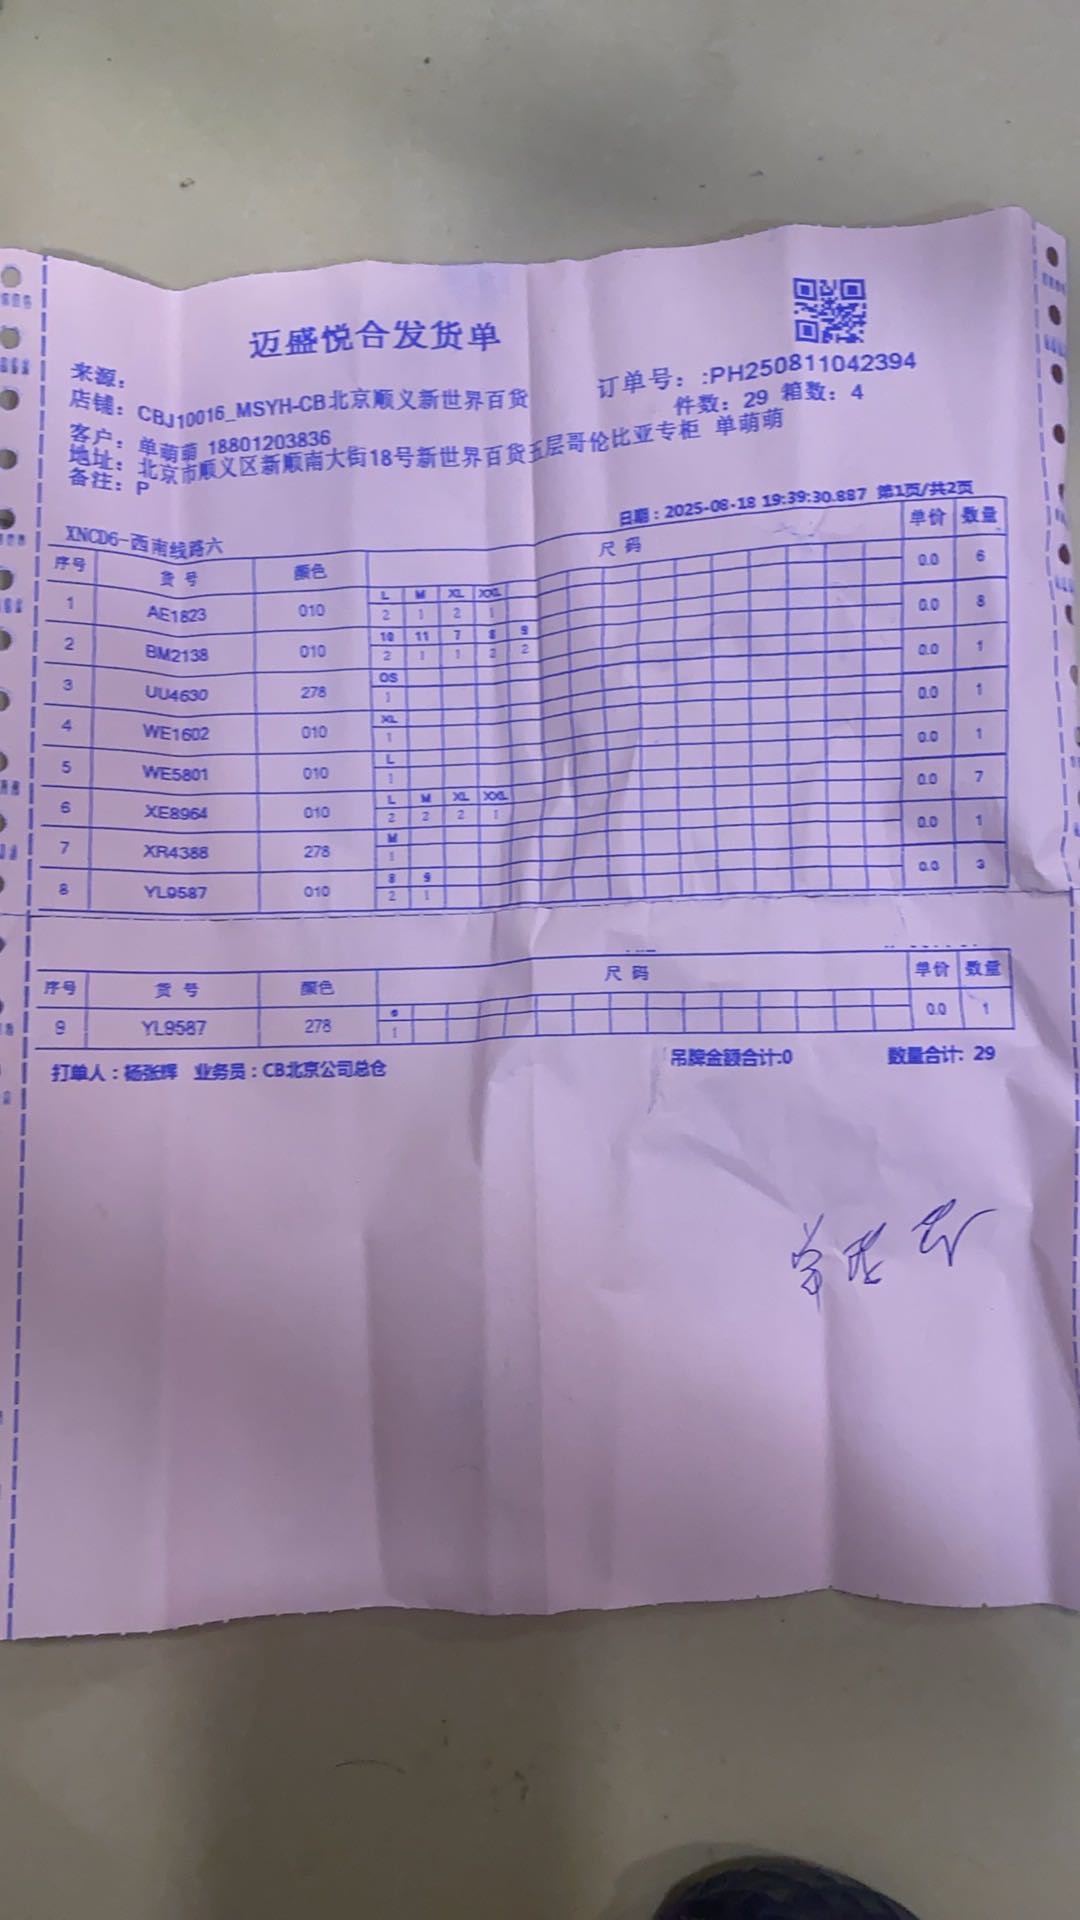 迈盛悦合发货单
来源：
订单号：:PH250811042394
店铺：CBJ10016_MSYH-CB北京顺义新世界百货
件数：29 箱数：4
客户：单萌萌 18801203836
地址：北京市顺义区新顺南大街18号新世界百货五层哥伦比亚专柜 单萌萌
备注：P
日期：2025-08-18 19:39:30.887 第1页/共2页
XNCD6-西南线路六
序号 货号 颜色 尺码 单价 数量
L M XL XXL
1 AE1823 010 2 1 2 1 0.0 6
10 11 7 8 9
2 BM2138 010 2 1 1 2 2 0.0 8
OS
3 UU4630 278 1 0.0 1
XL
4 WE1602 010 1 0.0 1
L
5 WE5801 010 1 0.0 1
L M XL XXL
6 XE8964 010 2 2 2 1 0.0 7
M
7 XR4388 278 1 0.0 1
8 9
8 YL9587 010 2 1 0.0 3
序号 货号 颜色 尺码 单价 数量
9 YL9587 278 1 0.0 1
打单人：杨张辉 业务员：CB北京公司总仓 吊牌金额合计:0 数量合计: 29